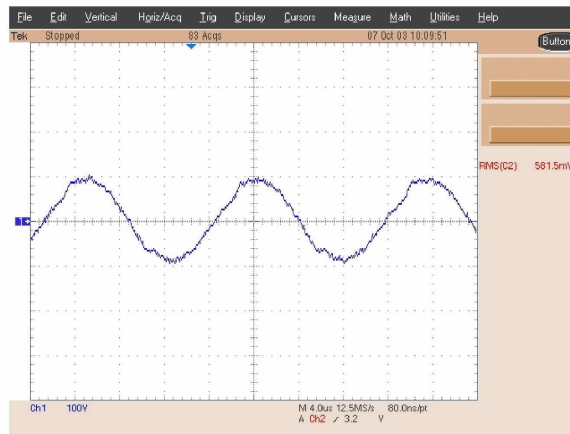 File Edit Vertical Horiz/Acq Trig Display Cursors Measure Math Utilities Help
Tek Stopped 83 Acqs 07 Oct 03 10:09:51 Button
RMS(C2) 581.5m
1
Ch1 100V M 4.0us 12.5MS/s 80.0ns/pt
A Ch2 3.2 V